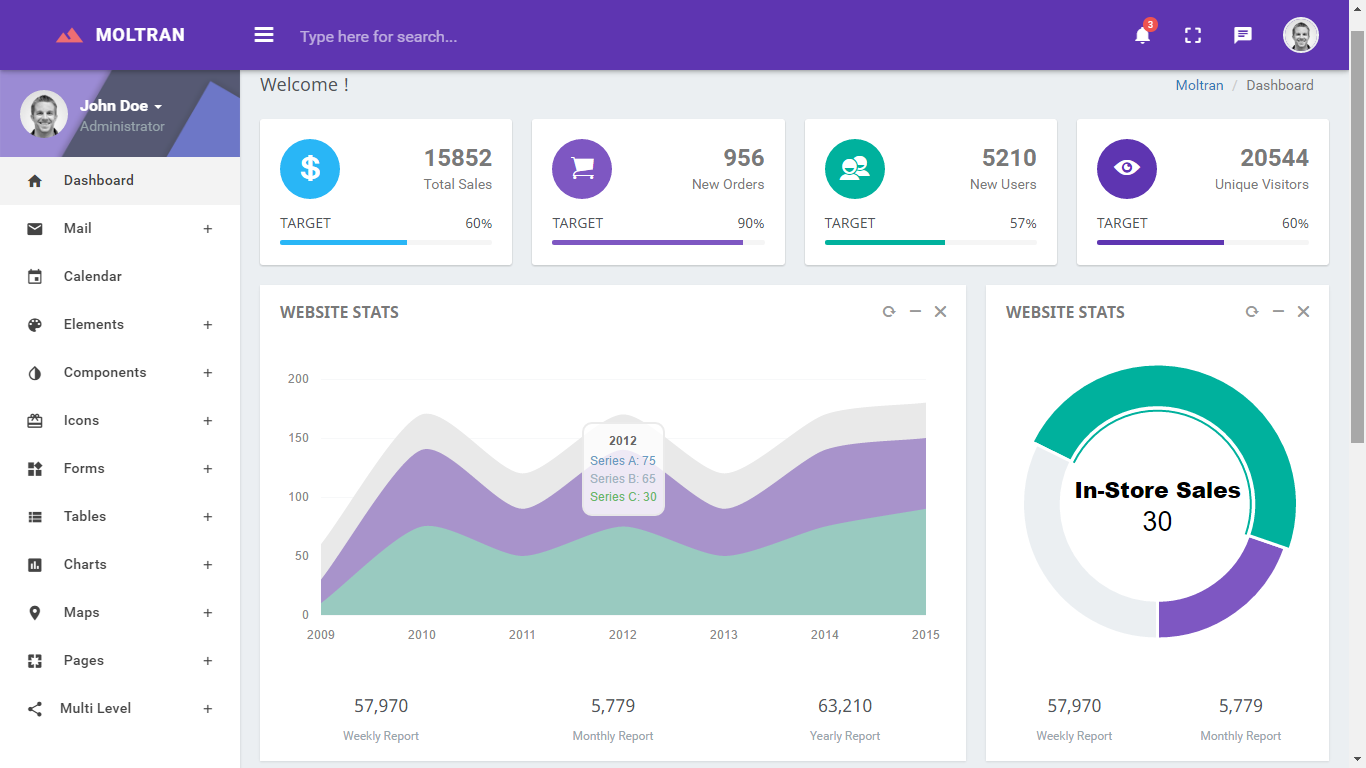 MOLTRAN
Type here for search...
3
John Doe
Administrator
Dashboard
Mail +
Calendar
Elements +
Components +
Icons +
Forms +
Tables +
Charts +
Maps +
Pages +
Multi Level +
Welcome !
Moltran / Dashboard
$
15852
Total Sales
TARGET 60%
956
New Orders
TARGET 90%
5210
New Users
TARGET 57%
20544
Unique Visitors
TARGET 60%
WEBSITE STATS
200
150
100
50
0
2009 2010 2011 2012 2013 2014 2015
2012
Series A: 75
Series B: 65
Series C: 30
57,970
Weekly Report
5,779
Monthly Report
63,210
Yearly Report
WEBSITE STATS
In-Store Sales
30
57,970
Weekly Report
5,779
Monthly Report